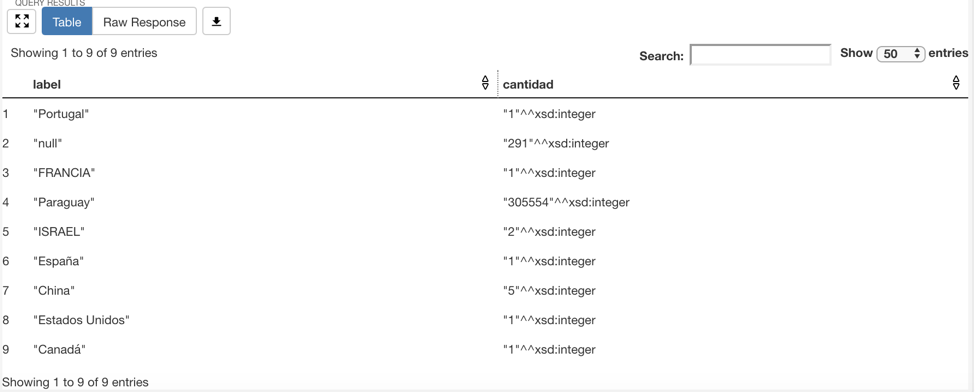 QUERY RESULTS
Table Raw Response
Showing 1 to 9 of 9 entries Search: Show 50 entries
label cantidad
1 "Portugal" "1"^^xsd:integer
2 "null" "291"^^xsd:integer
3 "FRANCIA" "1"^^xsd:integer
4 "Paraguay" "305554"^^xsd:integer
5 "ISRAEL" "2"^^xsd:integer
6 "España" "1"^^xsd:integer
7 "China" "5"^^xsd:integer
8 "Estados Unidos" "1"^^xsd:integer
9 "Canadá" "1"^^xsd:integer
Showing 1 to 9 of 9 entries